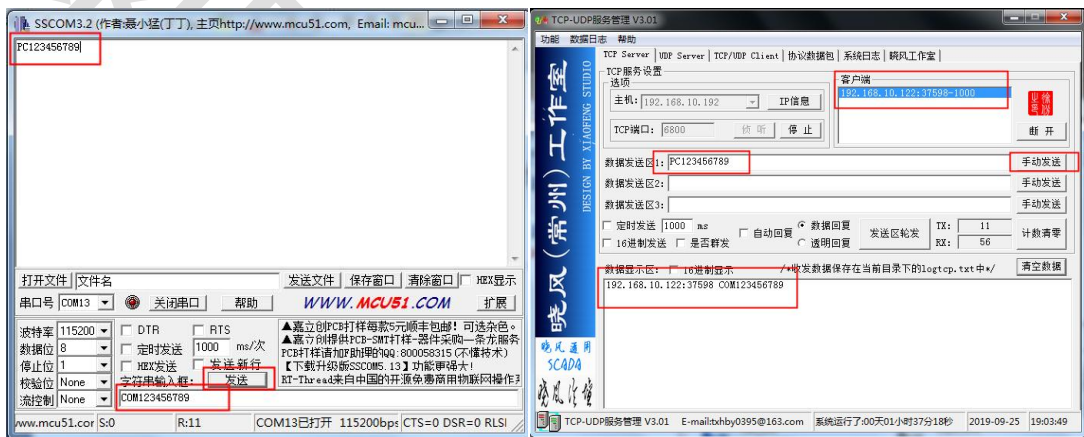 SSCOM3.2 (作者:聂小猛(丁丁), 主页http://www.mcu51.com, Email: mcu...
PC123456789
打开文件 文件名 发送文件 保存窗口 清除窗口 HEX显示
串口号 COM13 关闭串口 帮助 WWW.MCU51.COM 扩展
波特率 115200 DTR RTS
数据位 8 定时发送 1000 ms/次
停止位 1 HEX发送 发送新行
校验位 None 字符串输入框: 发送
流控制 None COM123456789
▲嘉立创PCB打样每款5元顺丰包邮！可选杂色。
▲嘉立创提供PCB-SMT打样-器件采购一条龙服务
PCB打样请加 QQ:800058315(不懂技术)
【下载升级版SSCOM5.13】功能更强大！
RT-Thread来自中国的开源免费商用物联网操作系
www.mcu51.cor S:0 R:11 COM13已打开 115200bps CTS=0 DSR=0 RLSI
TCP-UDP服务管理 V3.01
功能 数据日志 帮助
TCP Server UDP Server TCP/UDP Client 协议数据包 系统日志 晓风工作室
TCP服务设置
选项
主机: 192.168.10.192 IP信息
TCP端口: 6800 侦 听 停 止
客户端
192.168.10.122:37598-1000
断 开
数据发送区1: PC123456789 手动发送
数据发送区2: 手动发送
数据发送区3: 手动发送
定时发送 1000 ms 自动回复 数据回复 发送区轮发 TX: 11 计数清零
16进制发送 是否群发 透明回复 RX: 56
数据显示区: 16进制显示 /*收发数据保存在当前目录下的logtcp.txt中*/ 清空数据
192.168.10.122:37598 COM123456789
晓风(常州)工作室
DESIGN BY XIAOFENG STUDIO
晓风通用
SCADA
TCP-UDP服务管理 V3.01 E-mail:txhby0395@163.com 系统运行了:00天01小时37分18秒 2019-09-25 19:03:49